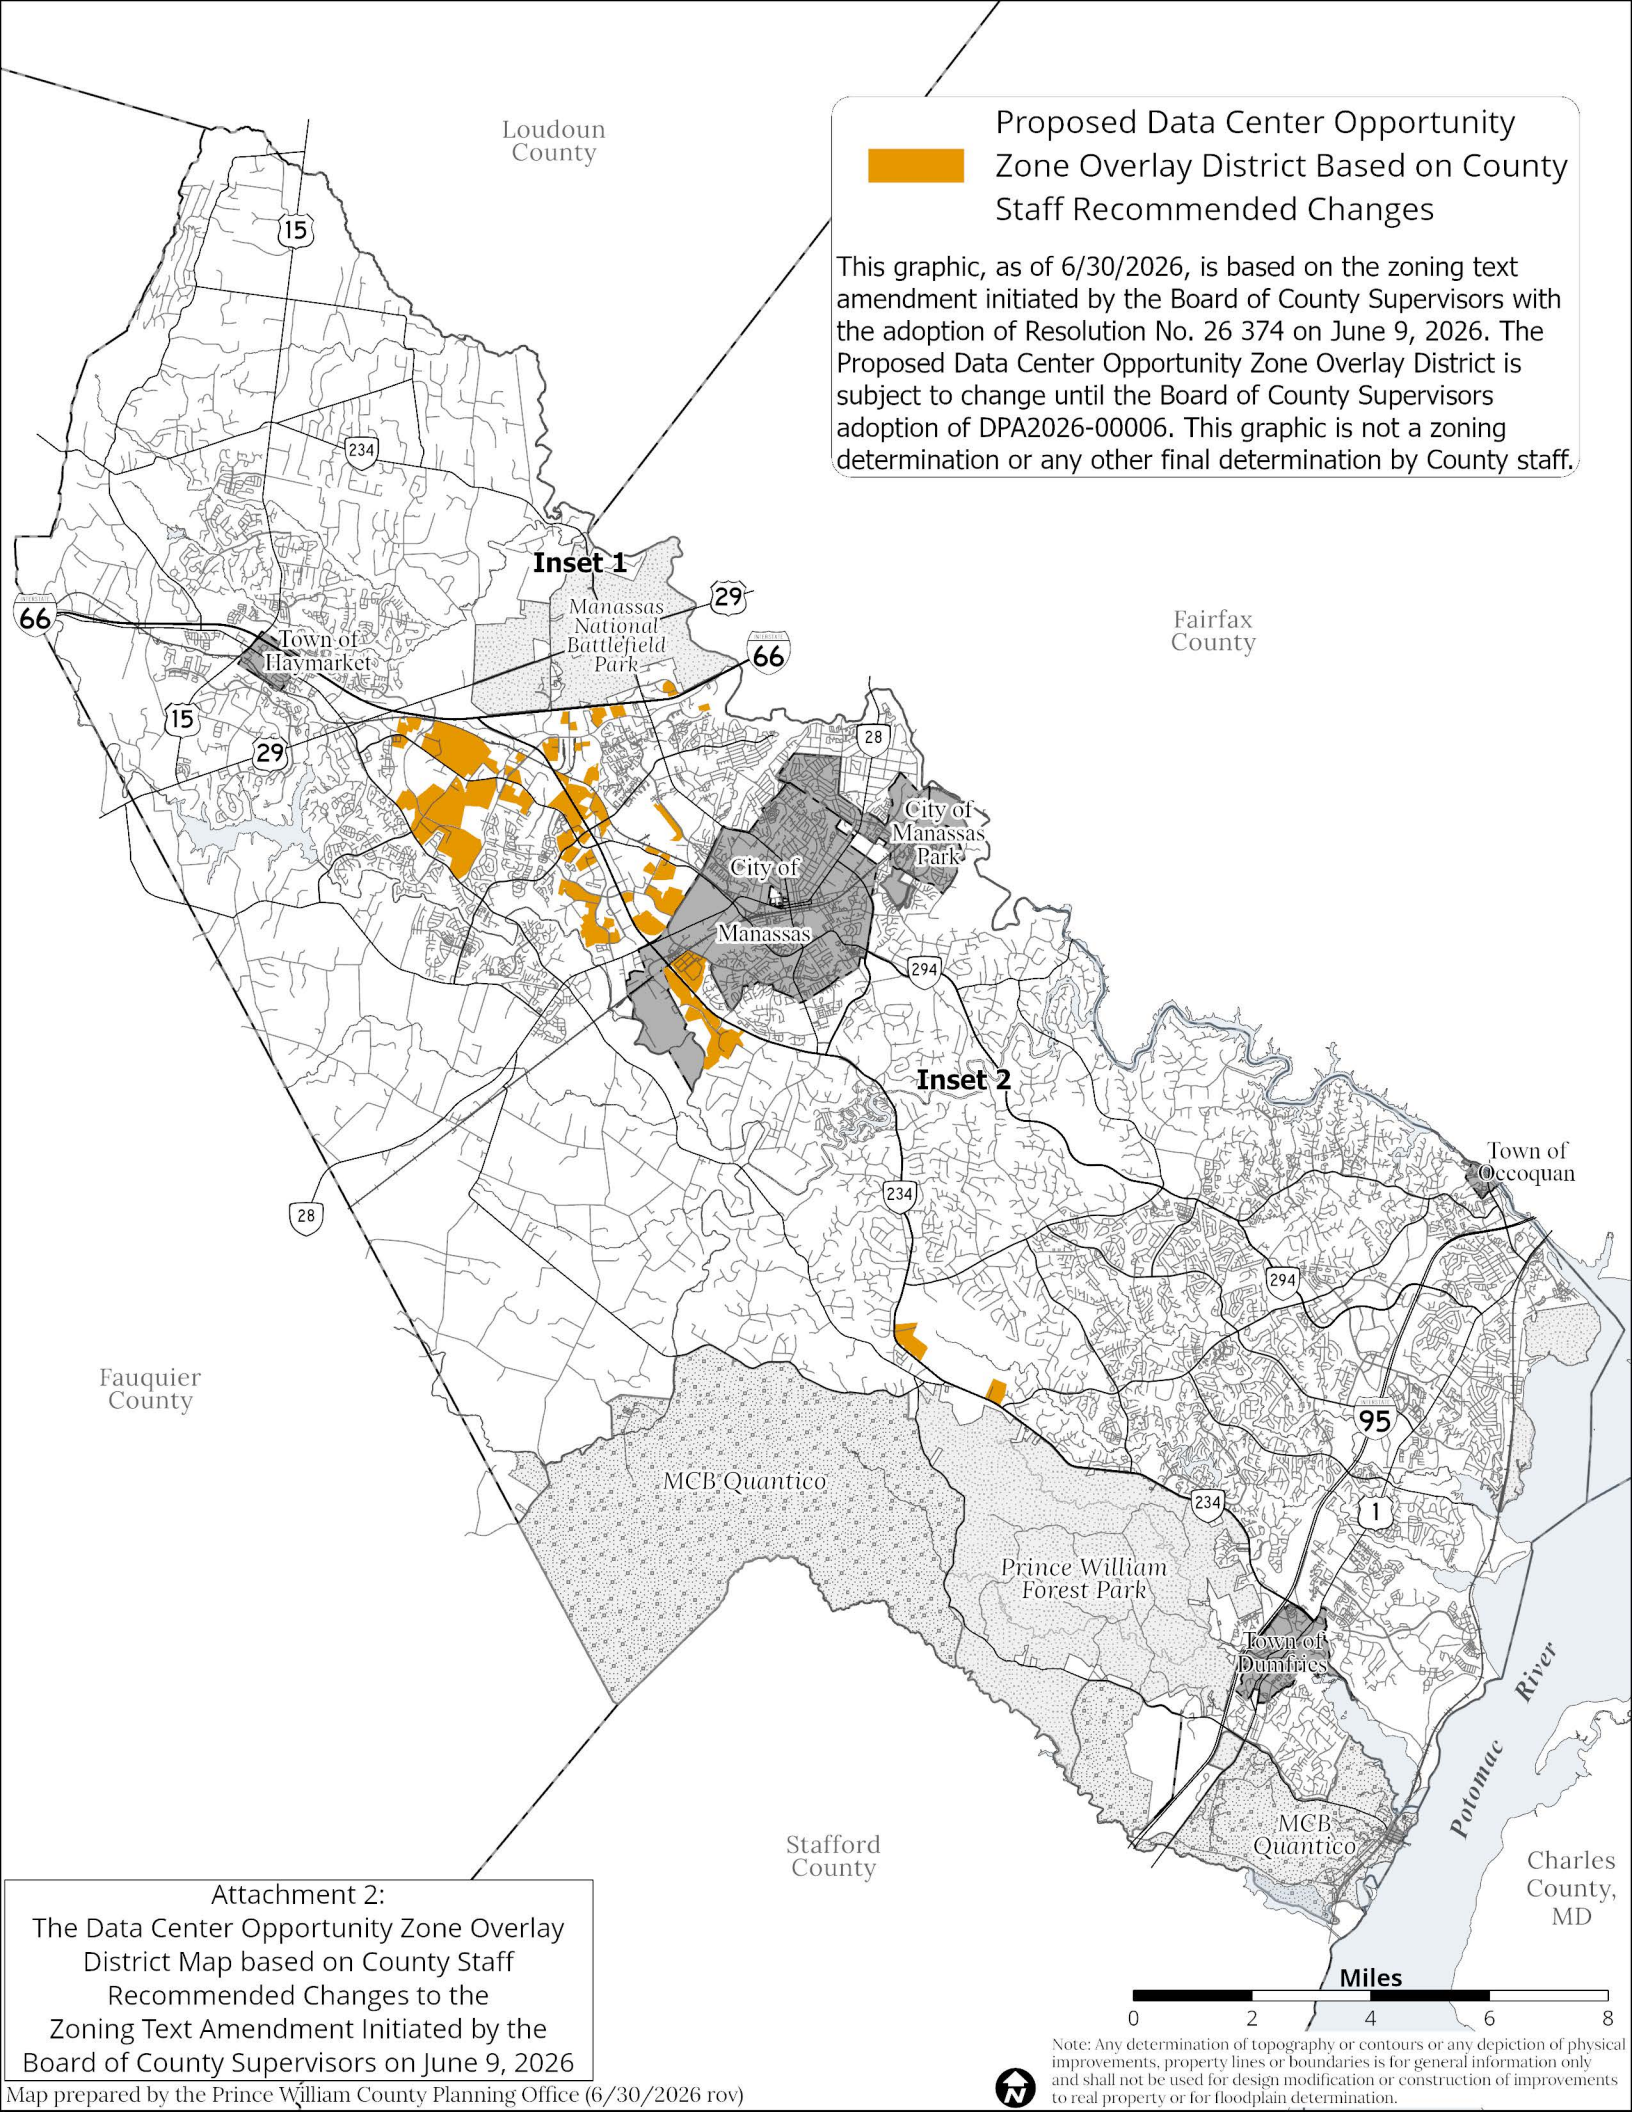 Loudoun
County
Proposed Data Center Opportunity
Zone Overlay District Based on County
Staff Recommended Changes
This graphic, as of 6/30/2026, is based on the zoning text
amendment initiated by the Board of County Supervisors with
the adoption of Resolution No. 26 374 on June 9, 2026. The
Proposed Data Center Opportunity Zone Overlay District is
subject to change until the Board of County Supervisors
adoption of DPA2026-00006. This graphic is not a zoning
determination or any other final determination by County staff.
15
234
Inset 1
29
Manassas
National
Battlefield
Park
INTERSTATE
66
INTERSTATE
66
Fairfax
County
Town of
Haymarket
15
29
28
City of
Manassas
Park
City of
Manassas
294
Inset 2
Town of
Occoquan
234
28
294
Fauquier
County
INTERSTATE
95
MCB Quantico
234
1
Prince William
Forest Park
Town of
Dumfries
Potomac River
MCB
Quantico
Stafford
County
Charles
County,
MD
Attachment 2:
The Data Center Opportunity Zone Overlay
District Map based on County Staff
Recommended Changes to the
Zoning Text Amendment Initiated by the
Board of County Supervisors on June 9, 2026
Map prepared by the Prince William County Planning Office (6/30/2026 rov)
Miles
0 2 4 6 8
N
Note: Any determination of topography or contours or any depiction of physical
improvements, property lines or boundaries is for general information only
and shall not be used for design modification or construction of improvements
to real property or for floodplain determination.